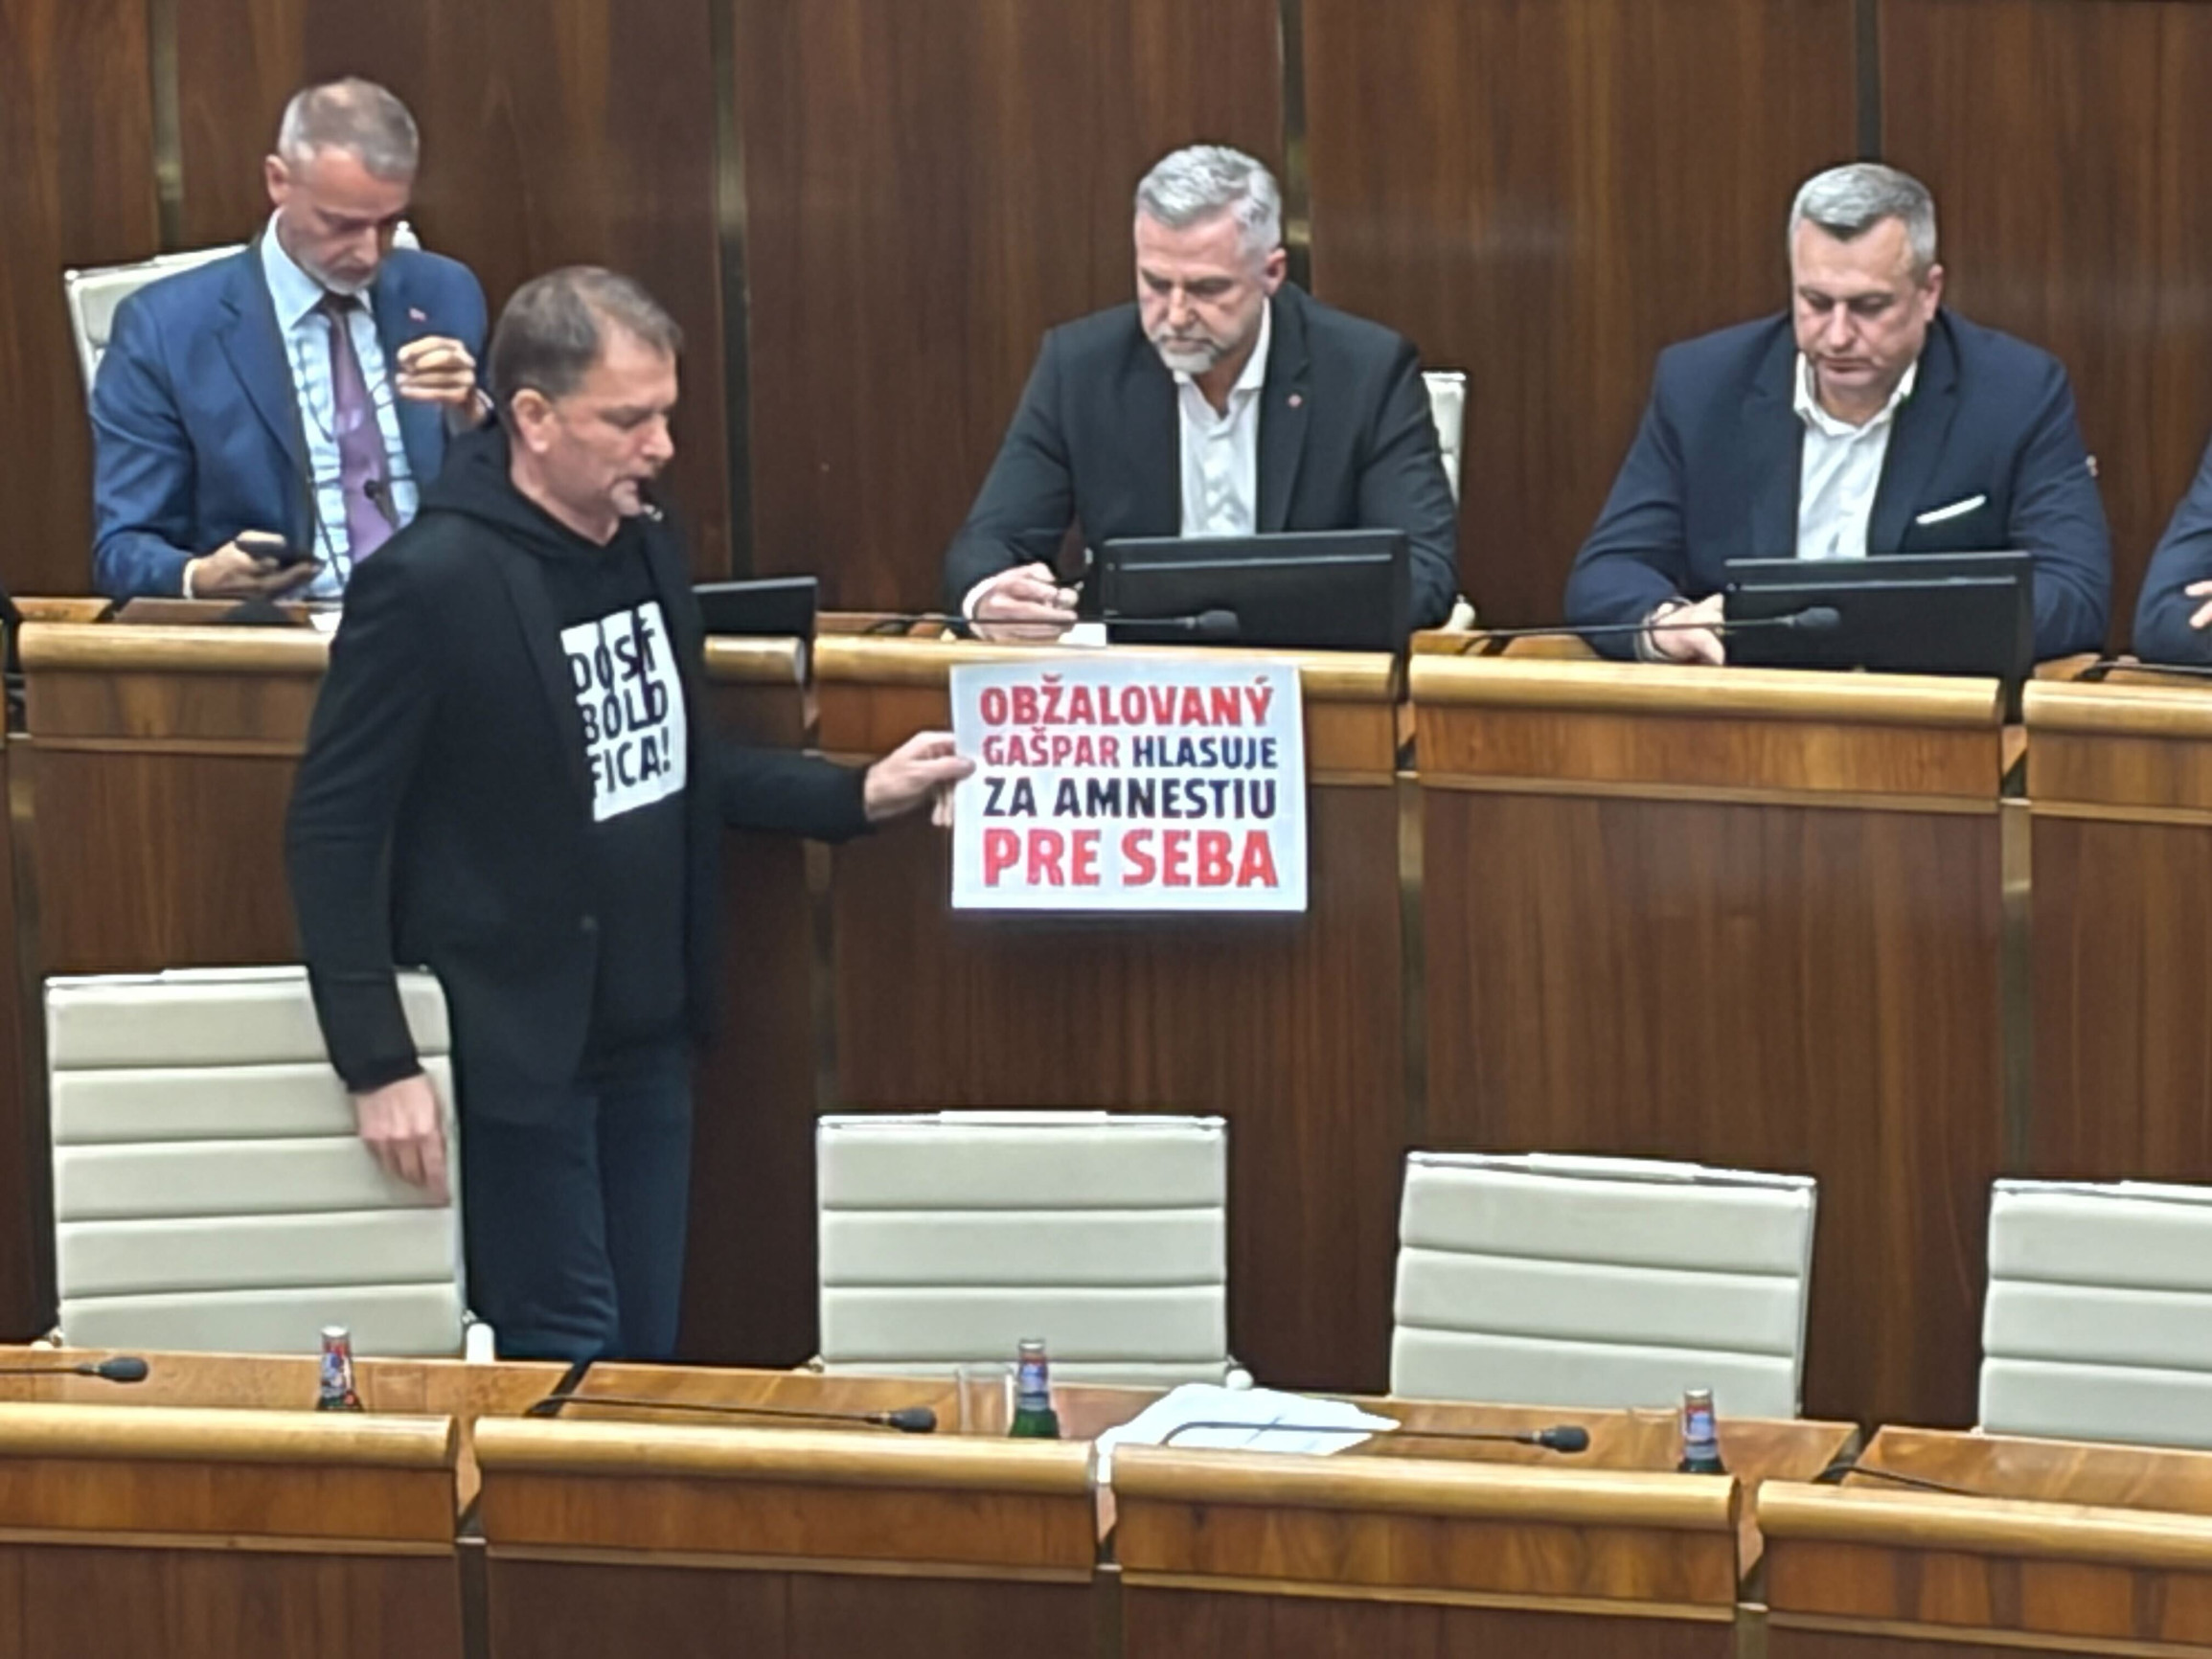 DOSŤ
BOLO
FICA!
OBŽALOVANÝ
GAŠPAR HLASUJE
ZA AMNESTIU
PRE SEBA